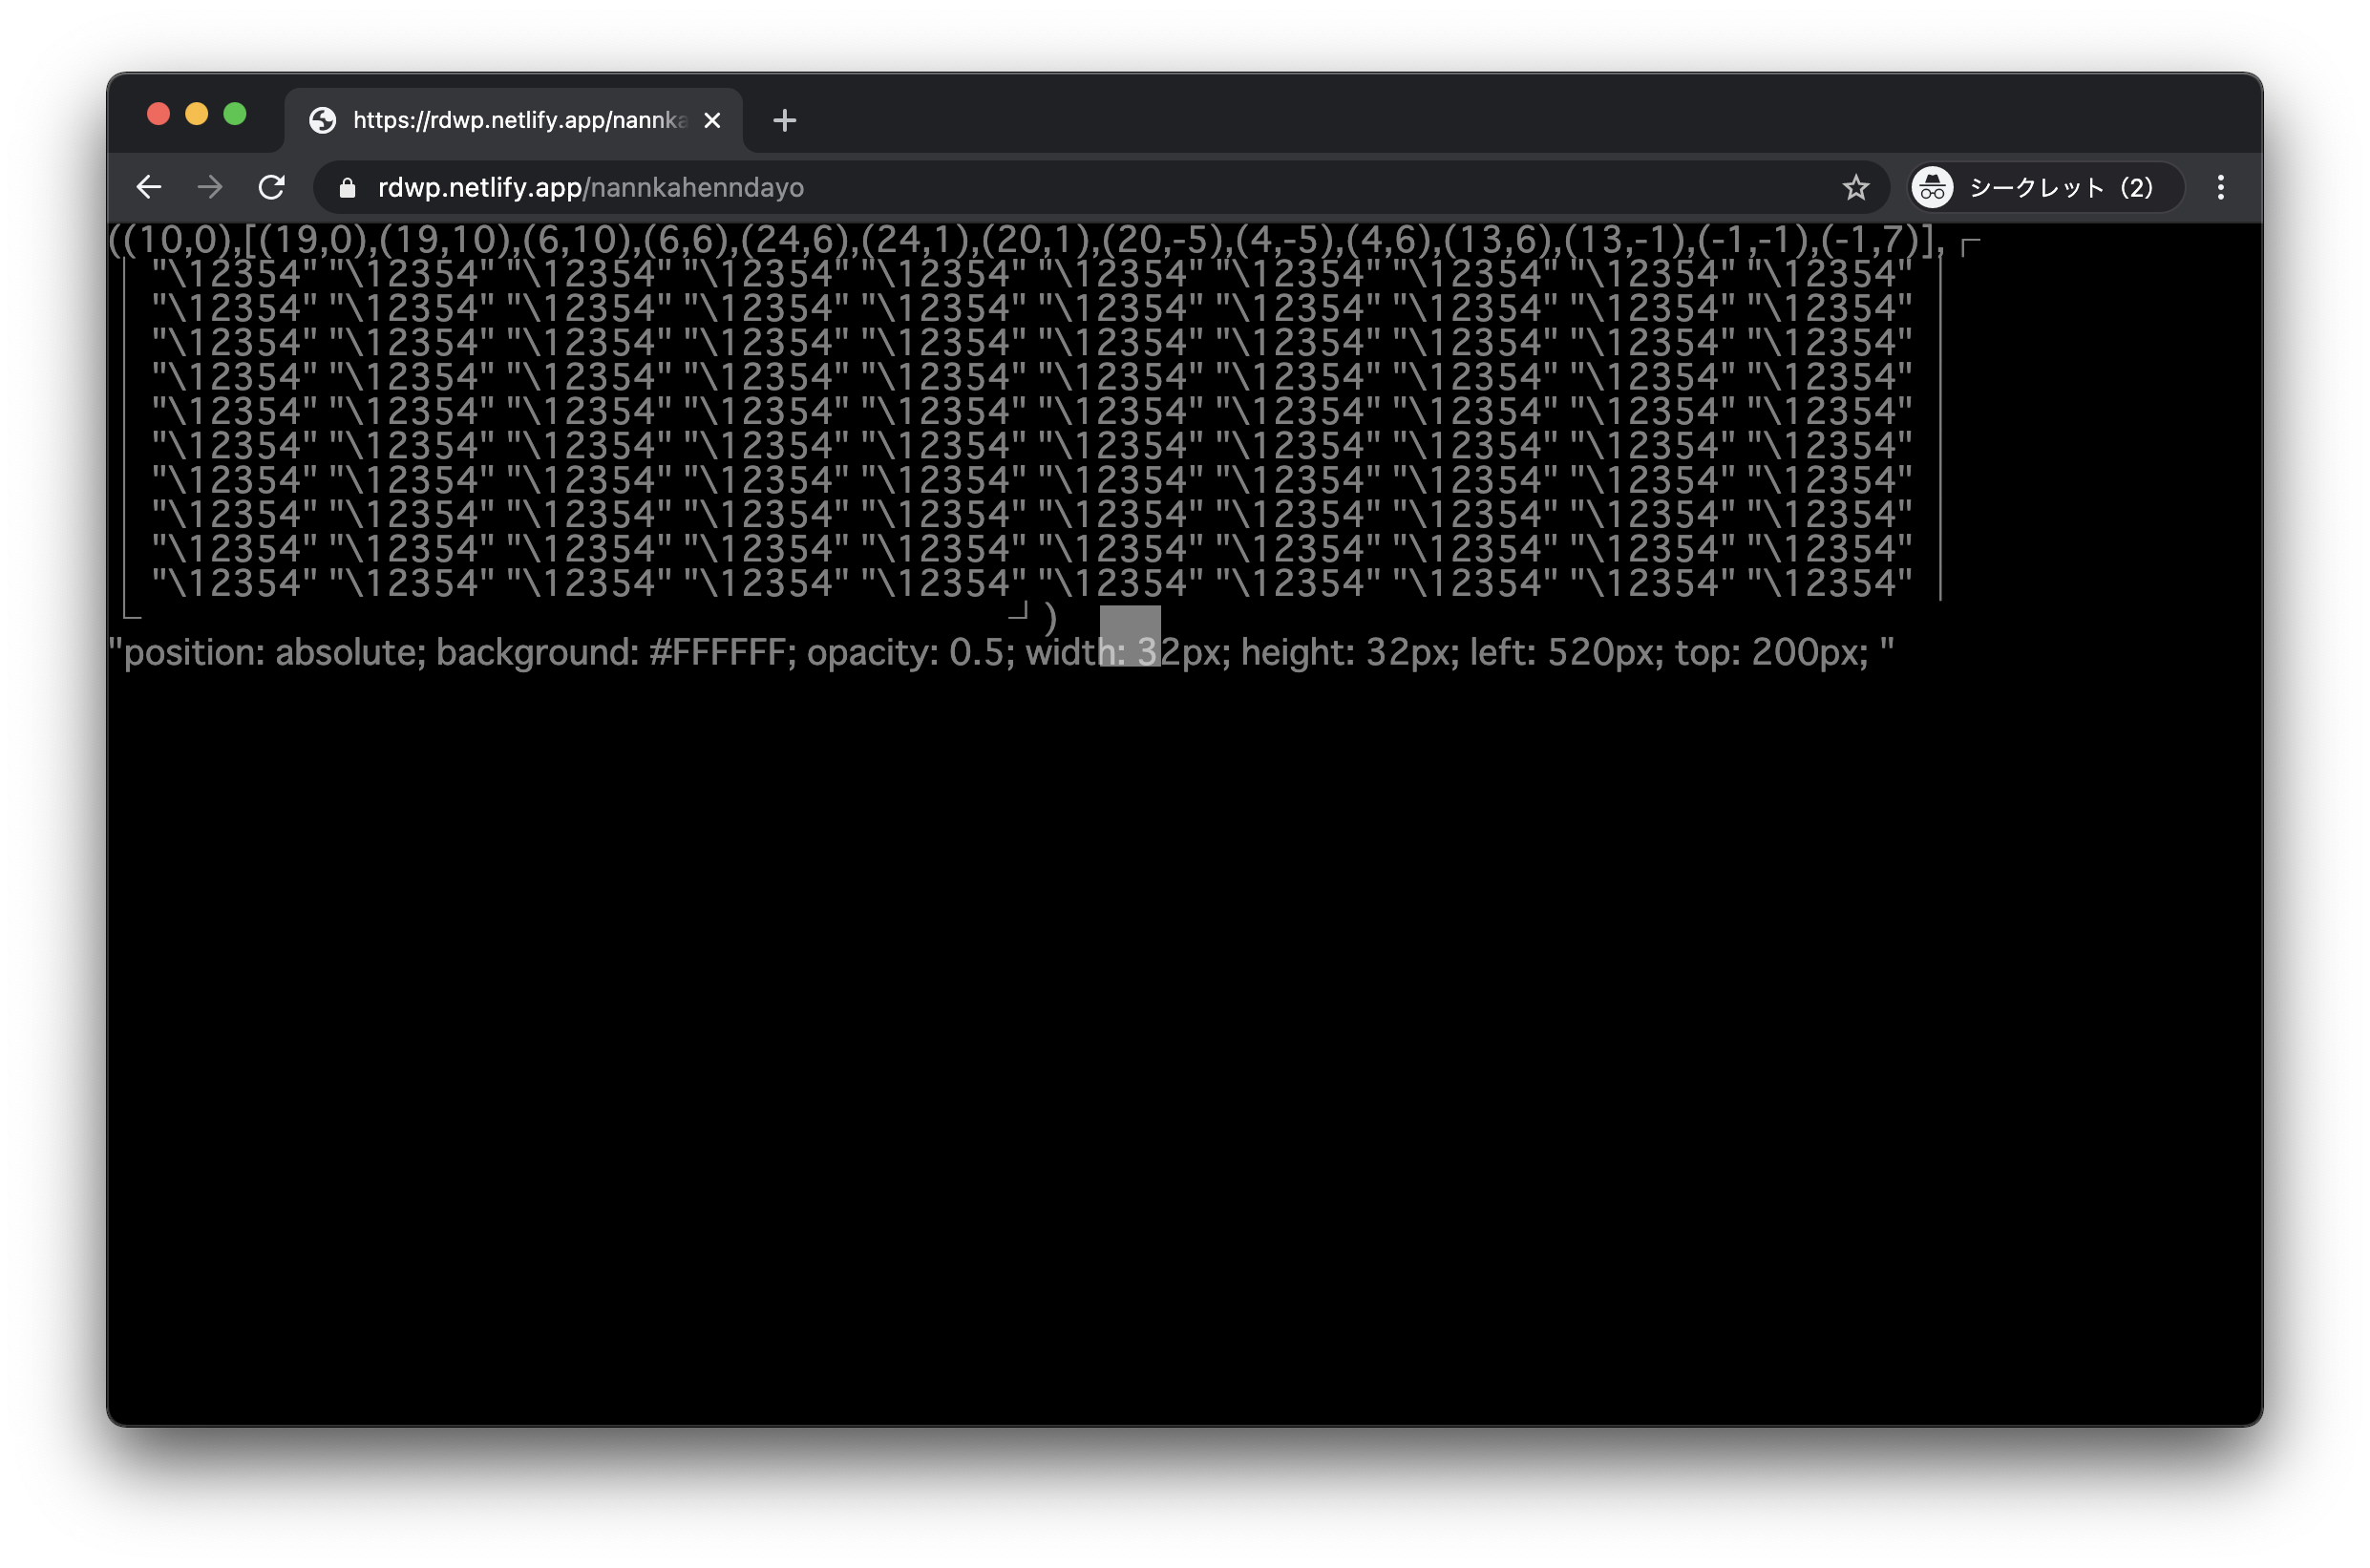 https://rdwp.netlify.app/nannka
rdwp.netlify.app/nannkahenndayo
シークレット (2)
((10,0),[(19,0),(19,10),(6,10),(6,6),(24,6),(24,1),(20,1),(20,-5),(4,-5),(4,6),(13,6),(13,-1),(-1,-1),(-1,7)],┌
│ "\12354" "\12354" "\12354" "\12354" "\12354" "\12354" "\12354" "\12354" "\12354" "\12354" │
│ "\12354" "\12354" "\12354" "\12354" "\12354" "\12354" "\12354" "\12354" "\12354" "\12354" │
│ "\12354" "\12354" "\12354" "\12354" "\12354" "\12354" "\12354" "\12354" "\12354" "\12354" │
│ "\12354" "\12354" "\12354" "\12354" "\12354" "\12354" "\12354" "\12354" "\12354" "\12354" │
│ "\12354" "\12354" "\12354" "\12354" "\12354" "\12354" "\12354" "\12354" "\12354" "\12354" │
│ "\12354" "\12354" "\12354" "\12354" "\12354" "\12354" "\12354" "\12354" "\12354" "\12354" │
│ "\12354" "\12354" "\12354" "\12354" "\12354" "\12354" "\12354" "\12354" "\12354" "\12354" │
│ "\12354" "\12354" "\12354" "\12354" "\12354" "\12354" "\12354" "\12354" "\12354" "\12354" │
│ "\12354" "\12354" "\12354" "\12354" "\12354" "\12354" "\12354" "\12354" "\12354" "\12354" │
│ "\12354" "\12354" "\12354" "\12354" "\12354" "\12354" "\12354" "\12354" "\12354" "\12354" │
└ ┘)
"position: absolute; background: #FFFFFF; opacity: 0.5; width: 32px; height: 32px; left: 520px; top: 200px; "